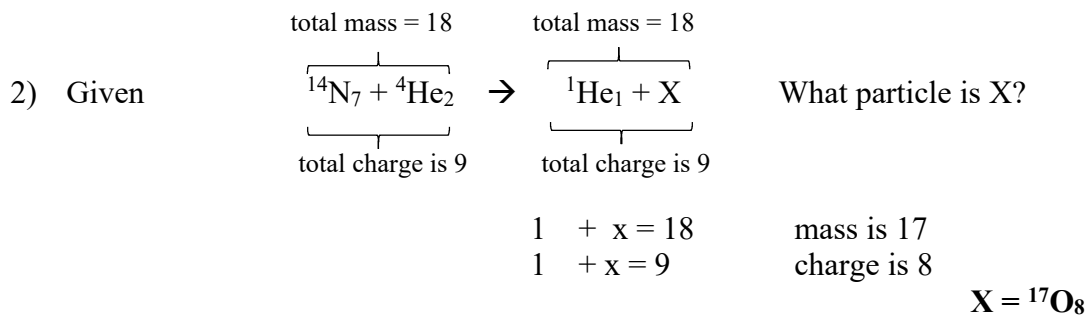 total mass = 18 total mass = 18
2) Given ¹⁴N₇ + ⁴He₂ → ¹He₁ + X What particle is X?
total charge is 9 total charge is 9
1 + x = 18 mass is 17
1 + x = 9 charge is 8
X = ¹⁷O₈